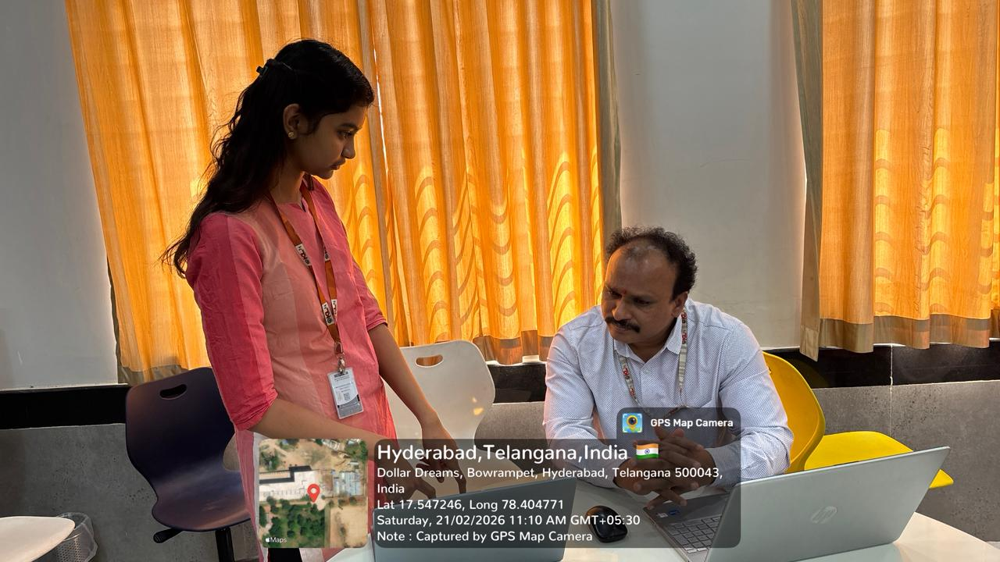 GPS Map Camera
Hyderabad,Telangana,India
Dollar Dreams, Bowrampet, Hyderabad, Telangana 500043,
India
Lat 17.547246, Long 78.404771
Saturday, 21/02/2026 11:10 AM GMT+05:30
Note : Captured by GPS Map Camera
Maps
hp